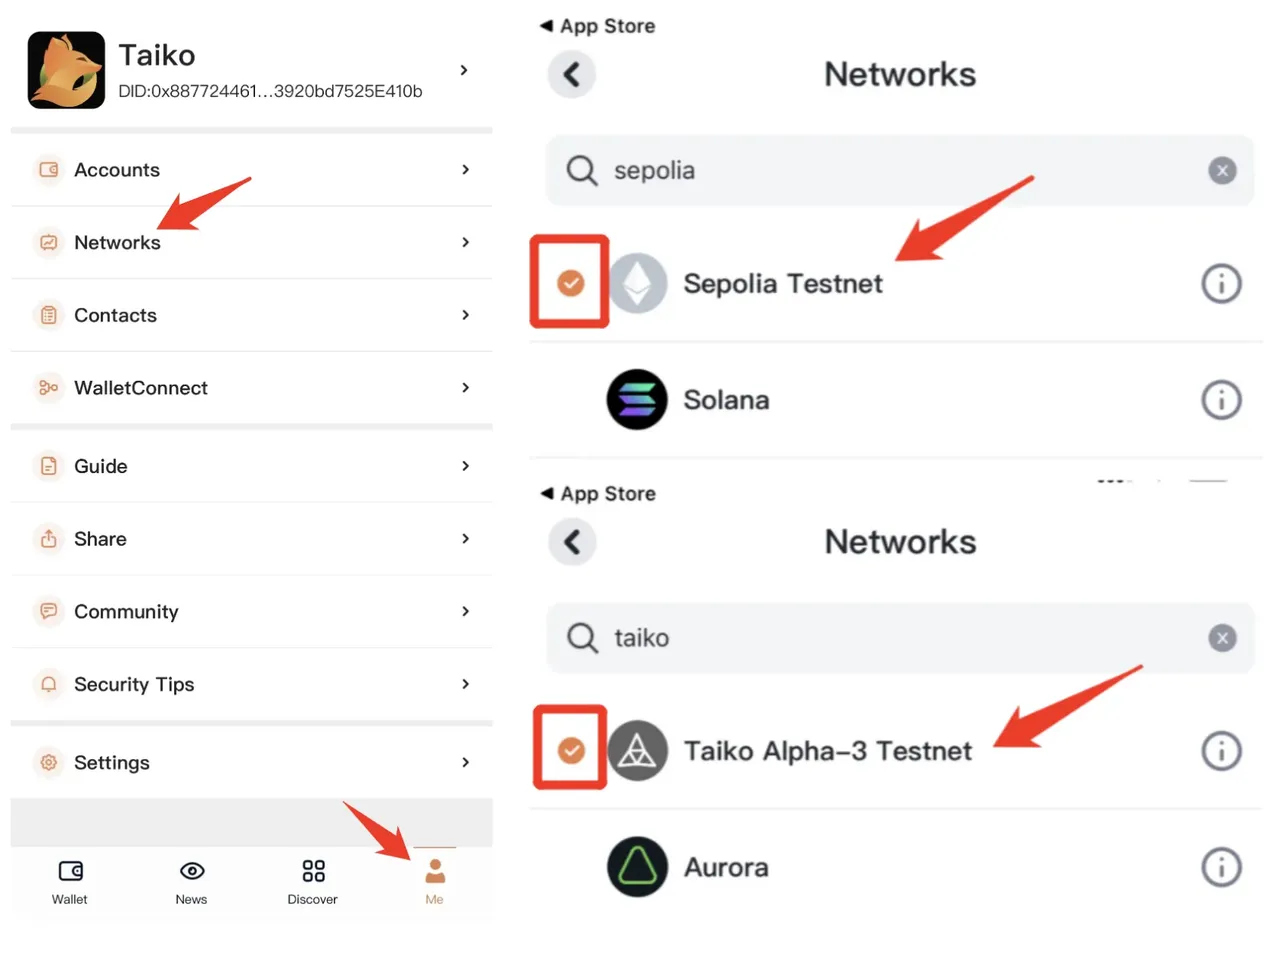 Taiko
DID:0x887724461...3920bd7525E410b
Accounts
Networks
Contacts
WalletConnect
Guide
Share
Community
Security Tips
Settings
Wallet
News
Discover
Me
App Store
Networks
sepolia
Sepolia Testnet
Solana
App Store
Networks
taiko
Taiko Alpha-3 Testnet
Aurora